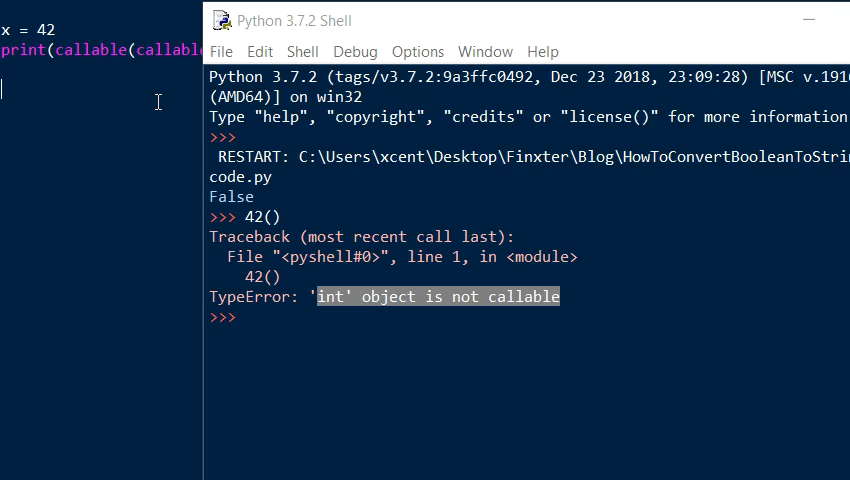 x = 42
print(callable(callable
Python 3.7.2 Shell
File Edit Shell Debug Options Window Help
Python 3.7.2 (tags/v3.7.2:9a3ffc0492, Dec 23 2018, 23:09:28) [MSC v.1916
(AMD64)] on win32
Type "help", "copyright", "credits" or "license()" for more information
>>>
RESTART: C:\Users\xcent\Desktop\Finxter\Blog\HowToConvertBooleanToStrin
code.py
False
>>> 42()
Traceback (most recent call last):
File "<pyshell#0>", line 1, in <module>
42()
TypeError: 'int' object is not callable
>>>